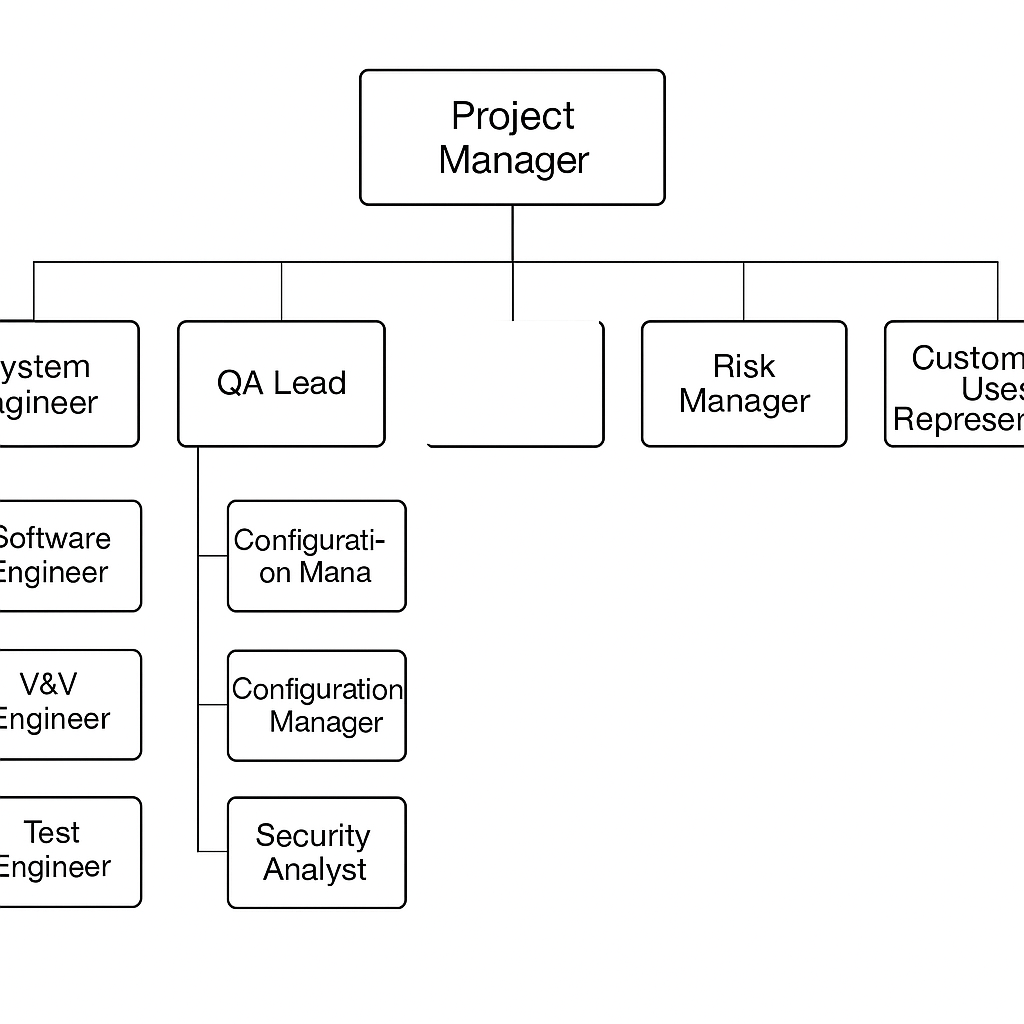 Project
Manager
ystem
gineer
QA Lead
Risk
Manager
Custom
Uses
Represen
Software
Engineer
Configurati-
on Mana
V&V
Engineer
Configuration
Manager
Test
Engineer
Security
Analyst